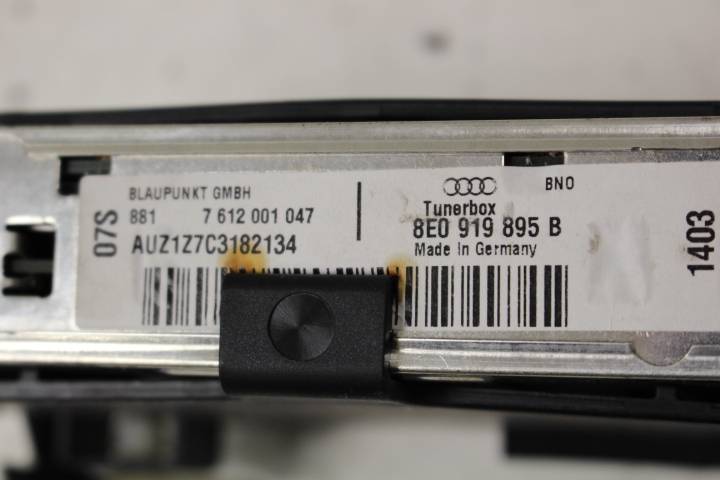 07S
BLAUPUNKT GMBH
881 7 612 001 047
AUZ1Z7C3182134
BNO
Tunerbox
8E0 919 895 B
Made in Germany
1403